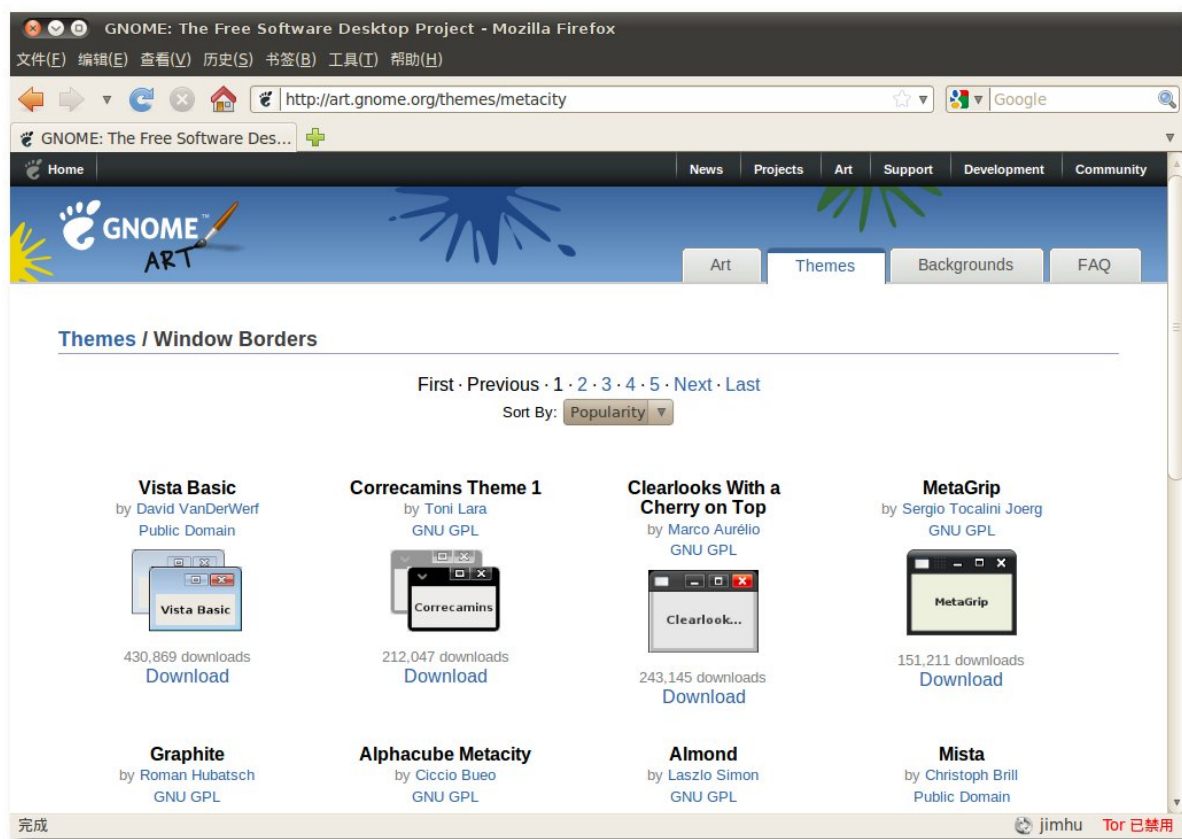 GNOME: The Free Software Desktop Project - Mozilla Firefox
文件(F) 编辑(E) 查看(V) 历史(S) 书签(B) 工具(T) 帮助(H)
http://art.gnome.org/themes/metacity Google
GNOME: The Free Software Des...
Home News Projects Art Support Development Community
GNOME™ ART
Art Themes Backgrounds FAQ
Themes / Window Borders
First · Previous · 1 · 2 · 3 · 4 · 5 · Next · Last
Sort By: Popularity
Vista Basic
by David VanDerWerf
Public Domain
Vista Basic
430,869 downloads
Download
Correcamins Theme 1
by Toni Lara
GNU GPL
Correcamins
212,047 downloads
Download
Clearlooks With a
Cherry on Top
by Marco Aurélio
GNU GPL
Clearlook...
243,145 downloads
Download
MetaGrip
by Sergio Tocalini Joerg
GNU GPL
MetaGrip
151,211 downloads
Download
Graphite
by Roman Hubatsch
GNU GPL
Alphacube Metacity
by Ciccio Bueo
GNU GPL
Almond
by Laszlo Simon
GNU GPL
Mista
by Christoph Brill
Public Domain
完成 jimhu Tor 已禁用